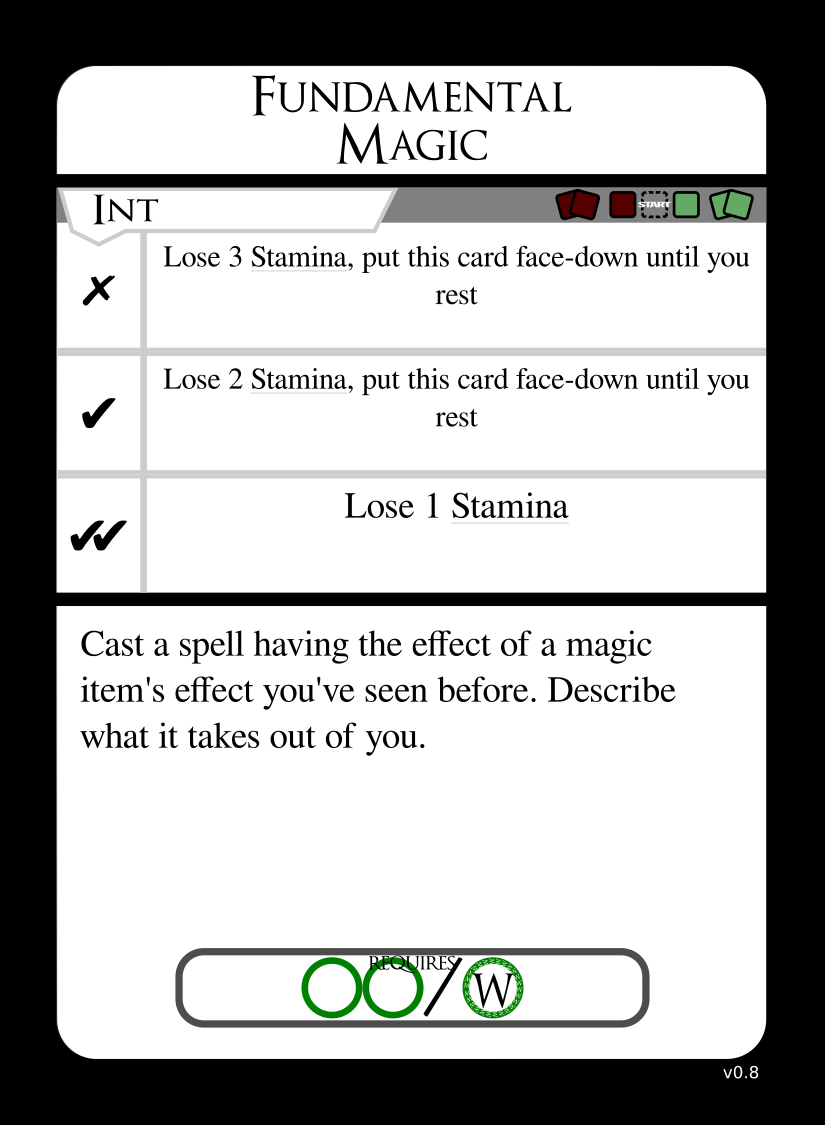 FUNDAMENTAL
MAGIC
INT
START
Lose 3 Stamina, put this card face-down until you
rest
✗
Lose 2 Stamina, put this card face-down until you
rest
✔
Lose 1 Stamina
✔✔
Cast a spell having the effect of a magic
item's effect you've seen before. Describe
what it takes out of you.
REQUIRES
/ W
v0.8